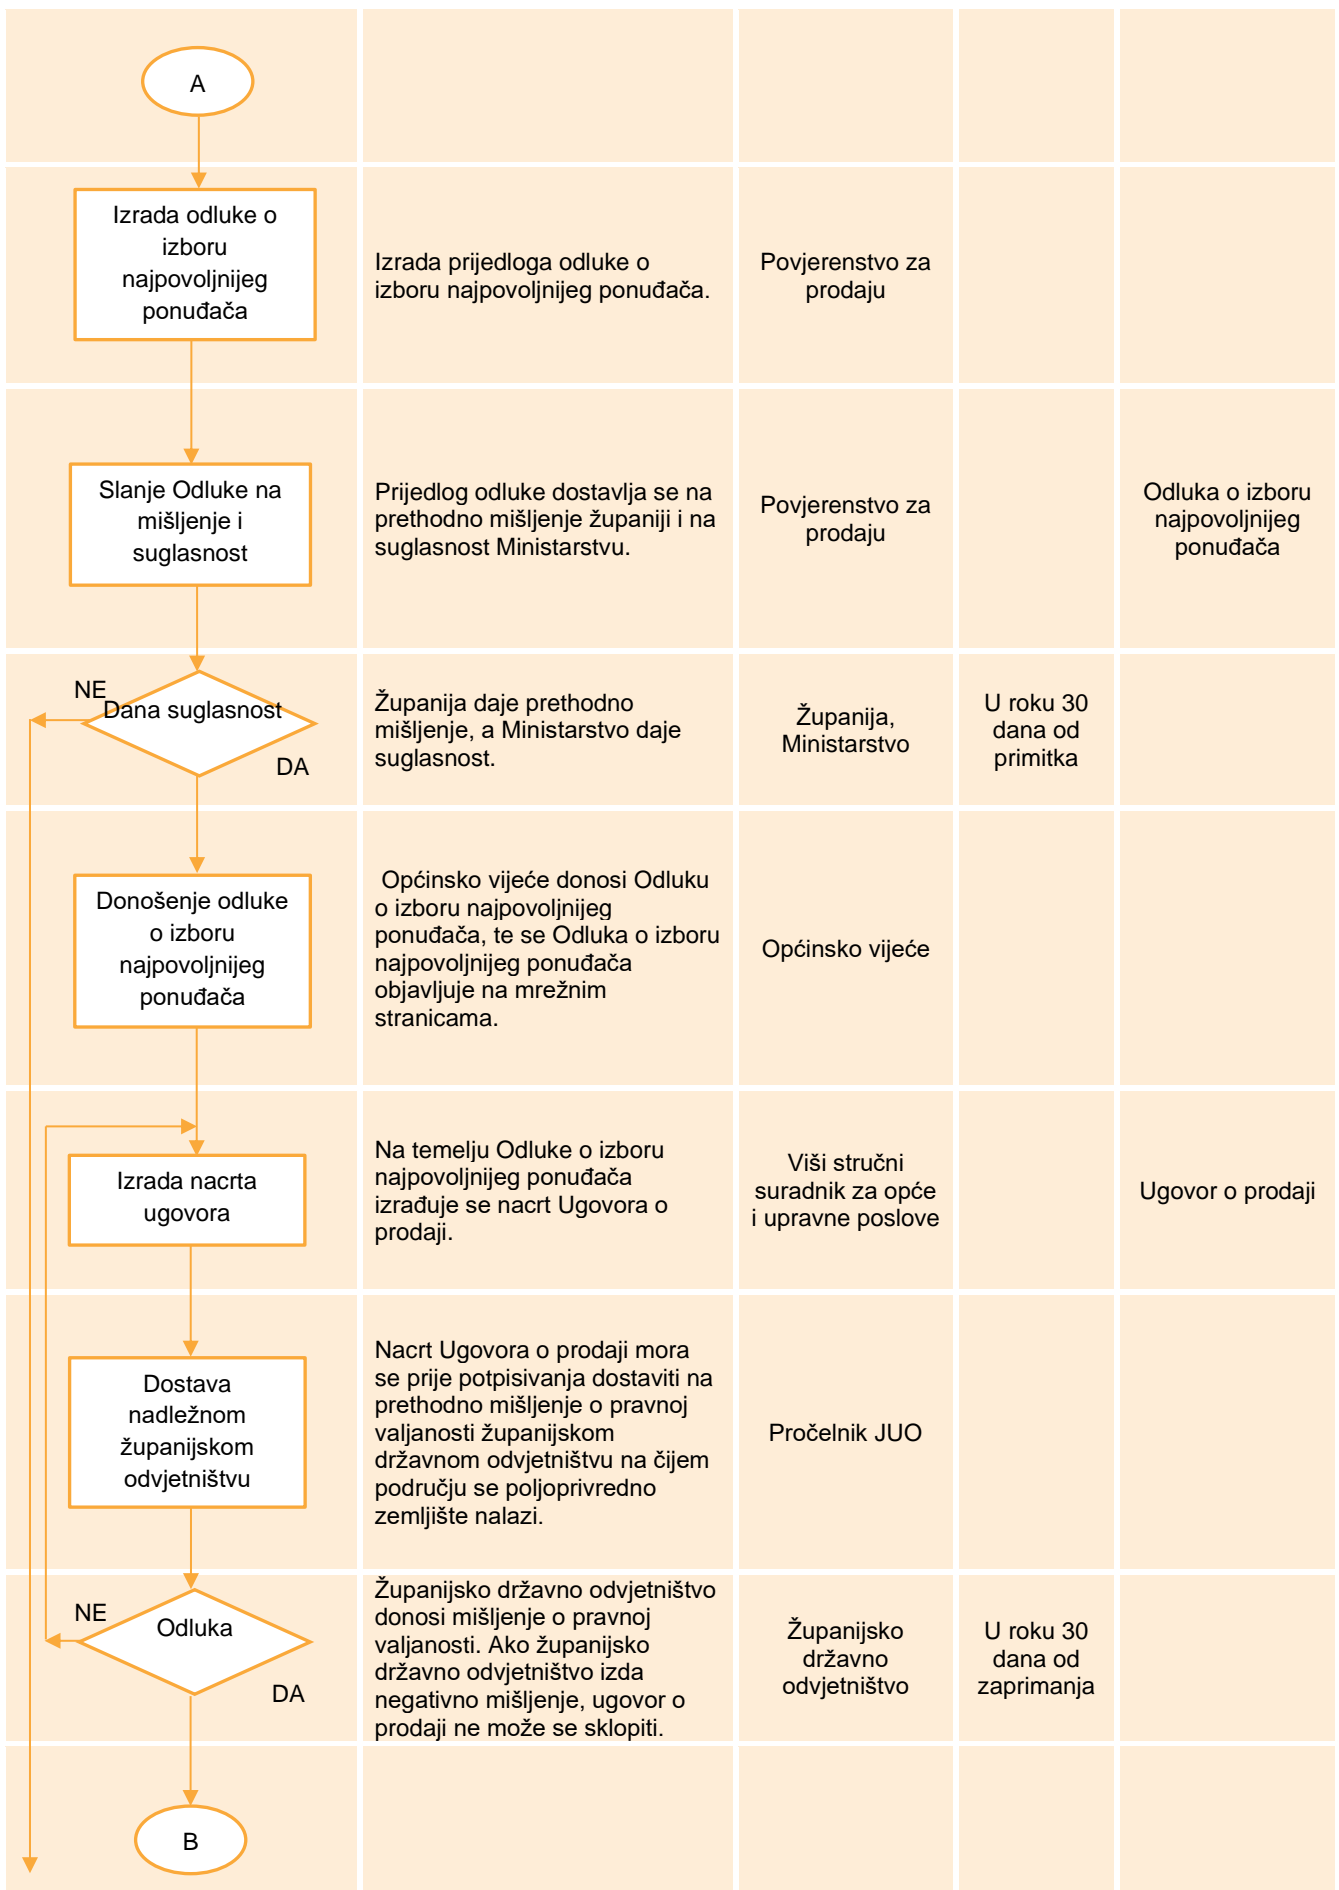 A
Izrada odluke o
izboru
najpovoljnijeg
ponuđača
Izrada prijedloga odluke o
izboru najpovoljnijeg ponuđača.
Povjerenstvo za
prodaju
Slanje Odluke na
mišljenje i
suglasnost
Prijedlog odluke dostavlja se na
prethodno mišljenje županiji i na
suglasnost Ministarstvu.
Povjerenstvo za
prodaju
Odluka o izboru
najpovoljnijeg
ponuđača
NE
Dana suglasnost
DA
Županija daje prethodno
mišljenje, a Ministarstvo daje
suglasnost.
Županija,
Ministarstvo
U roku 30
dana od
primitka
Donošenje odluke
o izboru
najpovoljnijeg
ponuđača
Općinsko vijeće donosi Odluku
o izboru najpovoljnijeg
ponuđača, te se Odluka o izboru
najpovoljnijeg ponuđača
objavljuje na mrežnim
stranicama.
Općinsko vijeće
Izrada nacrta
ugovora
Na temelju Odluke o izboru
najpovoljnijeg ponuđača
izrađuje se nacrt Ugovora o
prodaji.
Viši stručni
suradnik za opće
i upravne poslove
Ugovor o prodaji
Dostava
nadležnom
županijskom
odvjetništvu
Nacrt Ugovora o prodaji mora
se prije potpisivanja dostaviti na
prethodno mišljenje o pravnoj
valjanosti županijskom
državnom odvjetništvu na čijem
području se poljoprivredno
zemljište nalazi.
Pročelnik JUO
NE
Odluka
DA
Županijsko državno odvjetništvo
donosi mišljenje o pravnoj
valjanosti. Ako županijsko
državno odvjetništvo izda
negativno mišljenje, ugovor o
prodaji ne može se sklopiti.
Županijsko
državno
odvjetništvo
U roku 30
dana od
zaprimanja
B